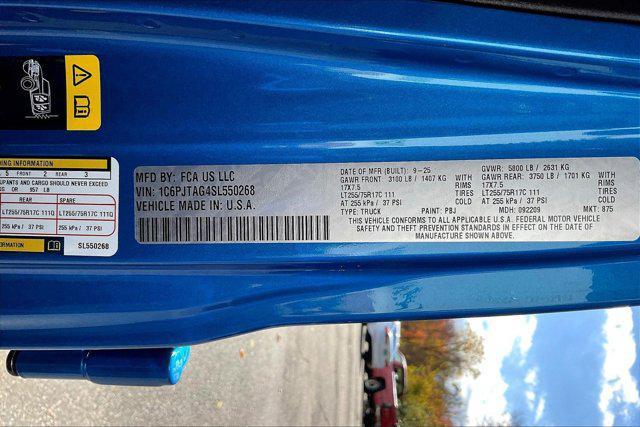 MFD BY: FCA US LLC
VIN: 1C6PJTAG4SL550268
VEHICLE MADE IN: U.S.A.
DATE OF MFR (BUILT): 9-25
GAWR FRONT: 3100 LB / 1407 KG WITH
17X7.5 TIRES
LT255/75R17C 111
AT 255 kPa / 37 PSI COLD
TYPE: TRUCK PAINT: PBJ MDH: 092209 MKT: 875
GVWR: 5800 LB / 2631 KG
GAWR REAR: 3750 LB / 1701 KG WITH
17X7.5 TIRES
LT255/75R17C 111
AT 255 kPa / 37 PSI COLD
THIS VEHICLE CONFORMS TO ALL APPLICABLE U.S.A. FEDERAL MOTOR VEHICLE
SAFETY AND THEFT PREVENTION STANDARDS IN EFFECT ON THE DATE OF
MANUFACTURE SHOWN ABOVE.
ING INFORMATION
5 FRONT 2 REAR 3
UPANTS AND CARGO SHOULD NEVER EXCEED
OR 957 LB
REAR SPARE
LT255/75R17C 111Q LT255/75R17C 111Q
255 kPa / 37 PSI 255 kPa / 37 PSI
INFORMATION SL550268